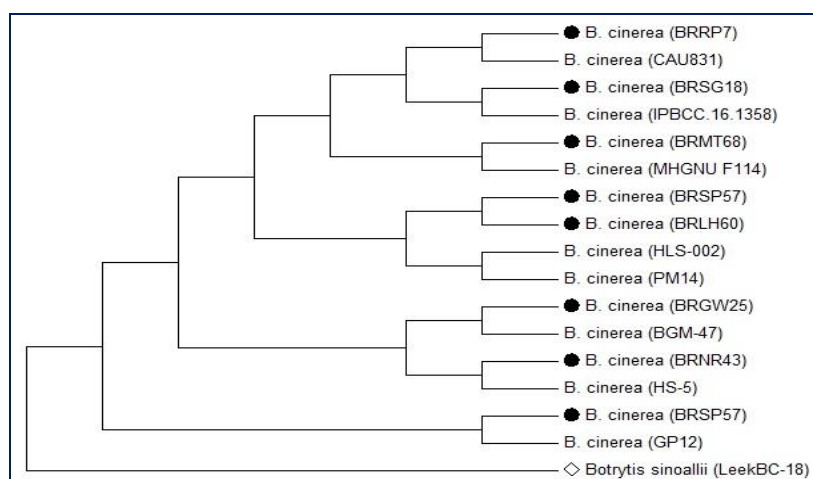 B. cinerea (BRRP7)
B. cinerea (CAU831)
B. cinerea (BRSG18)
B. cinerea (IPBCC.16.1358)
B. cinerea (BRMT68)
B. cinerea (MHGNU F114)
B. cinerea (BRSP57)
B. cinerea (BRLH60)
B. cinerea (HLS-002)
B. cinerea (PM14)
B. cinerea (BRGW25)
B. cinerea (BGM-47)
B. cinerea (BRNR43)
B. cinerea (HS-5)
B. cinerea (BRSP57)
B. cinerea (GP12)
Botrytis sinoallii (LeekBC-18)